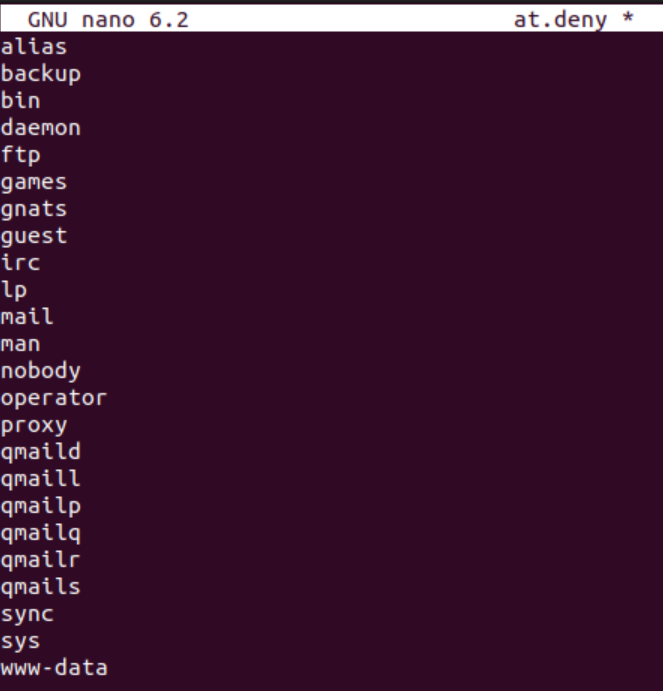 GNU nano 6.2 at.deny *
alias
backup
bin
daemon
ftp
games
gnats
guest
irc
lp
mail
man
nobody
operator
proxy
qmaild
qmaill
qmailp
qmailq
qmailr
qmails
sync
sys
www-data